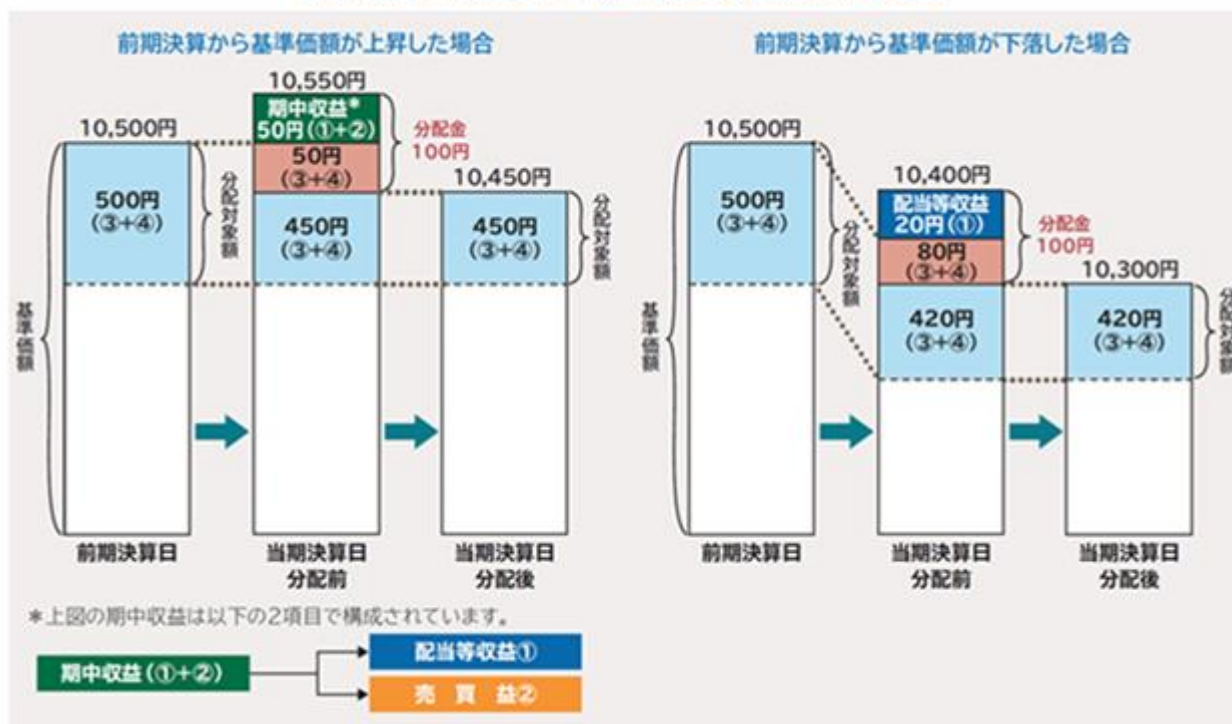 前期決算から基準価額が上昇した場合
10,500円
500円
(③+④)
分配対象額
基準価額
前期決算日
10,550円
期中収益*
50円(①+②)
50円
(③+④)
450円
(③+④)
分配金
100円
当期決算日
分配前
10,450円
450円
(③+④)
分配対象額
当期決算日
分配後
前期決算から基準価額が下落した場合
10,500円
500円
(③+④)
分配対象額
基準価額
前期決算日
10,400円
配当等収益
20円(①)
80円
(③+④)
420円
(③+④)
分配金
100円
当期決算日
分配前
10,300円
420円
(③+④)
分配対象額
当期決算日
分配後
*上図の期中収益は以下の2項目で構成されています。
期中収益(①+②)
配当等収益①
売買益②